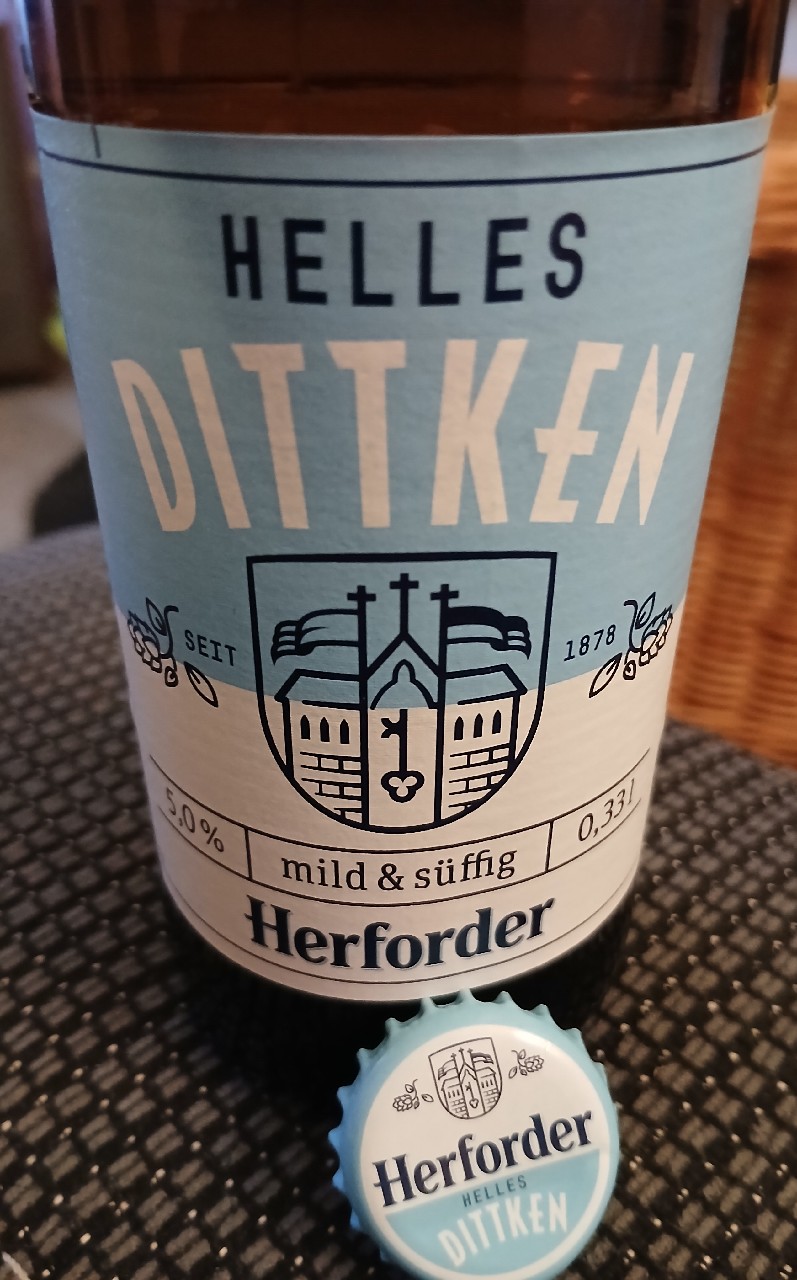 HELLES
DITTKEN
SEIT 1878
5,0% mild & süffig 0,33l
Herforder
Herforder
HELLES
DITTKEN